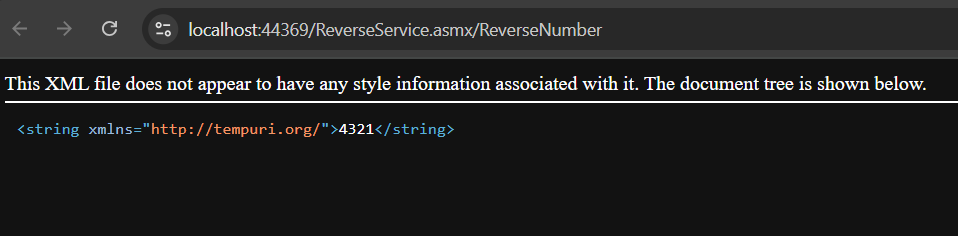 localhost:44369/ReverseService.asmx/ReverseNumber
This XML file does not appear to have any style information associated with it. The document tree is shown below.
<string xmlns="http://tempuri.org/">4321</string>